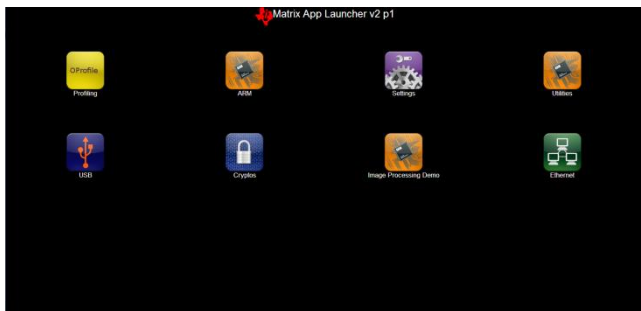 Matrix App Launcher v2 p1
OProfile
Profiling
ARM
Settings
Utilities
USB
Cryptos
Image Processing Demo
Ethernet